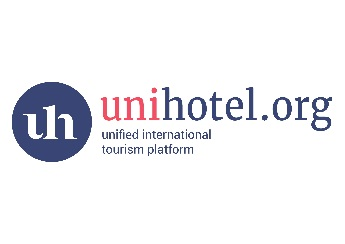 uh
unihotel.org
unified international
tourism platform